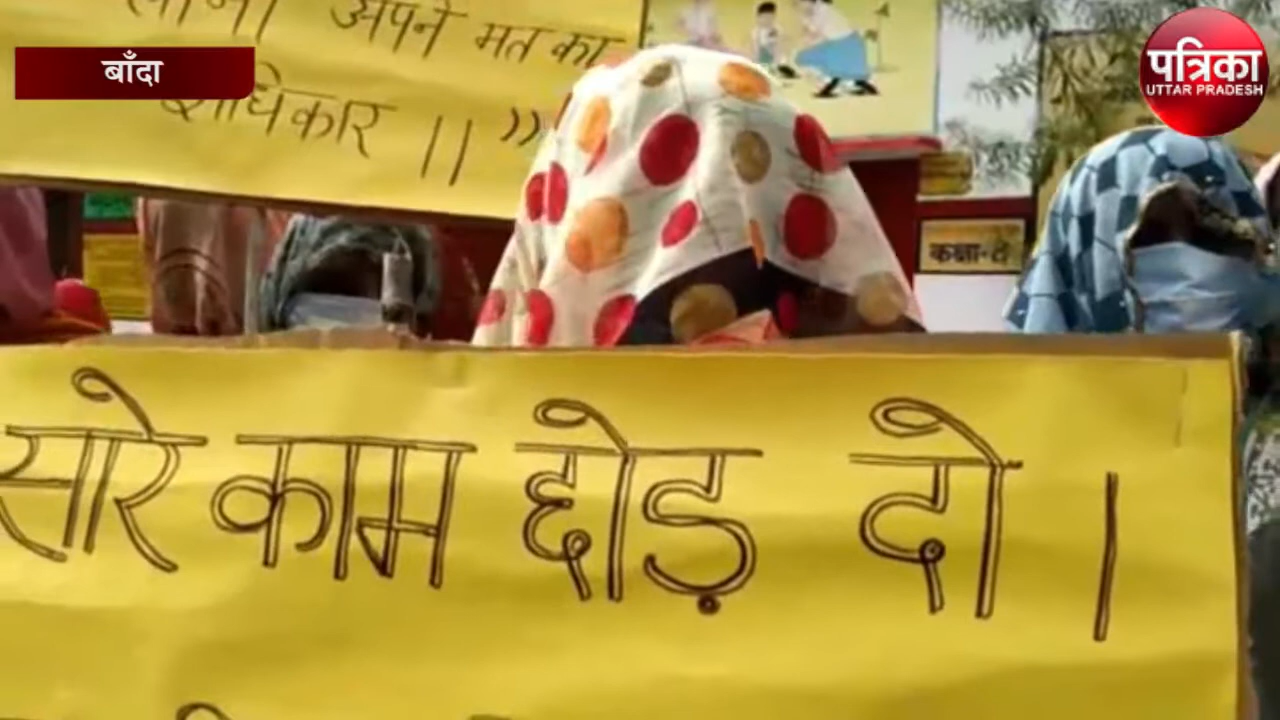 अपने मत का
अधिकार ।। ”
बाँदा
पत्रिका
UTTAR PRADESH
कक्षा-
सारे काम छोड़ दो ।